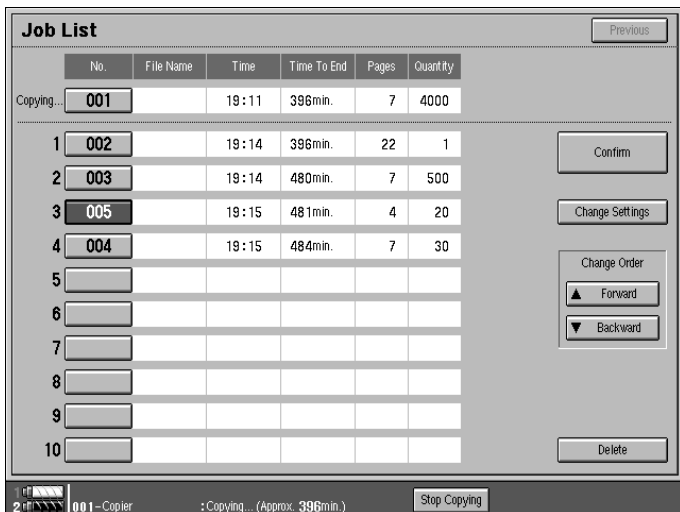 Job List Previous
No. File Name Time Time To End Pages Quantity
Copying... 001 19:11 396min. 7 4000
1 002 19:14 396min. 22 1
Confirm
2 003 19:14 480min. 7 500
3 005 19:15 481min. 4 20 Change Settings
4 004 19:15 484min. 7 30
Change Order
5
▲ Forward
6
▼ Backward
7
8
9
10 Delete
1
2 001-Copier :Copying... (Approx. 396min.) Stop Copying